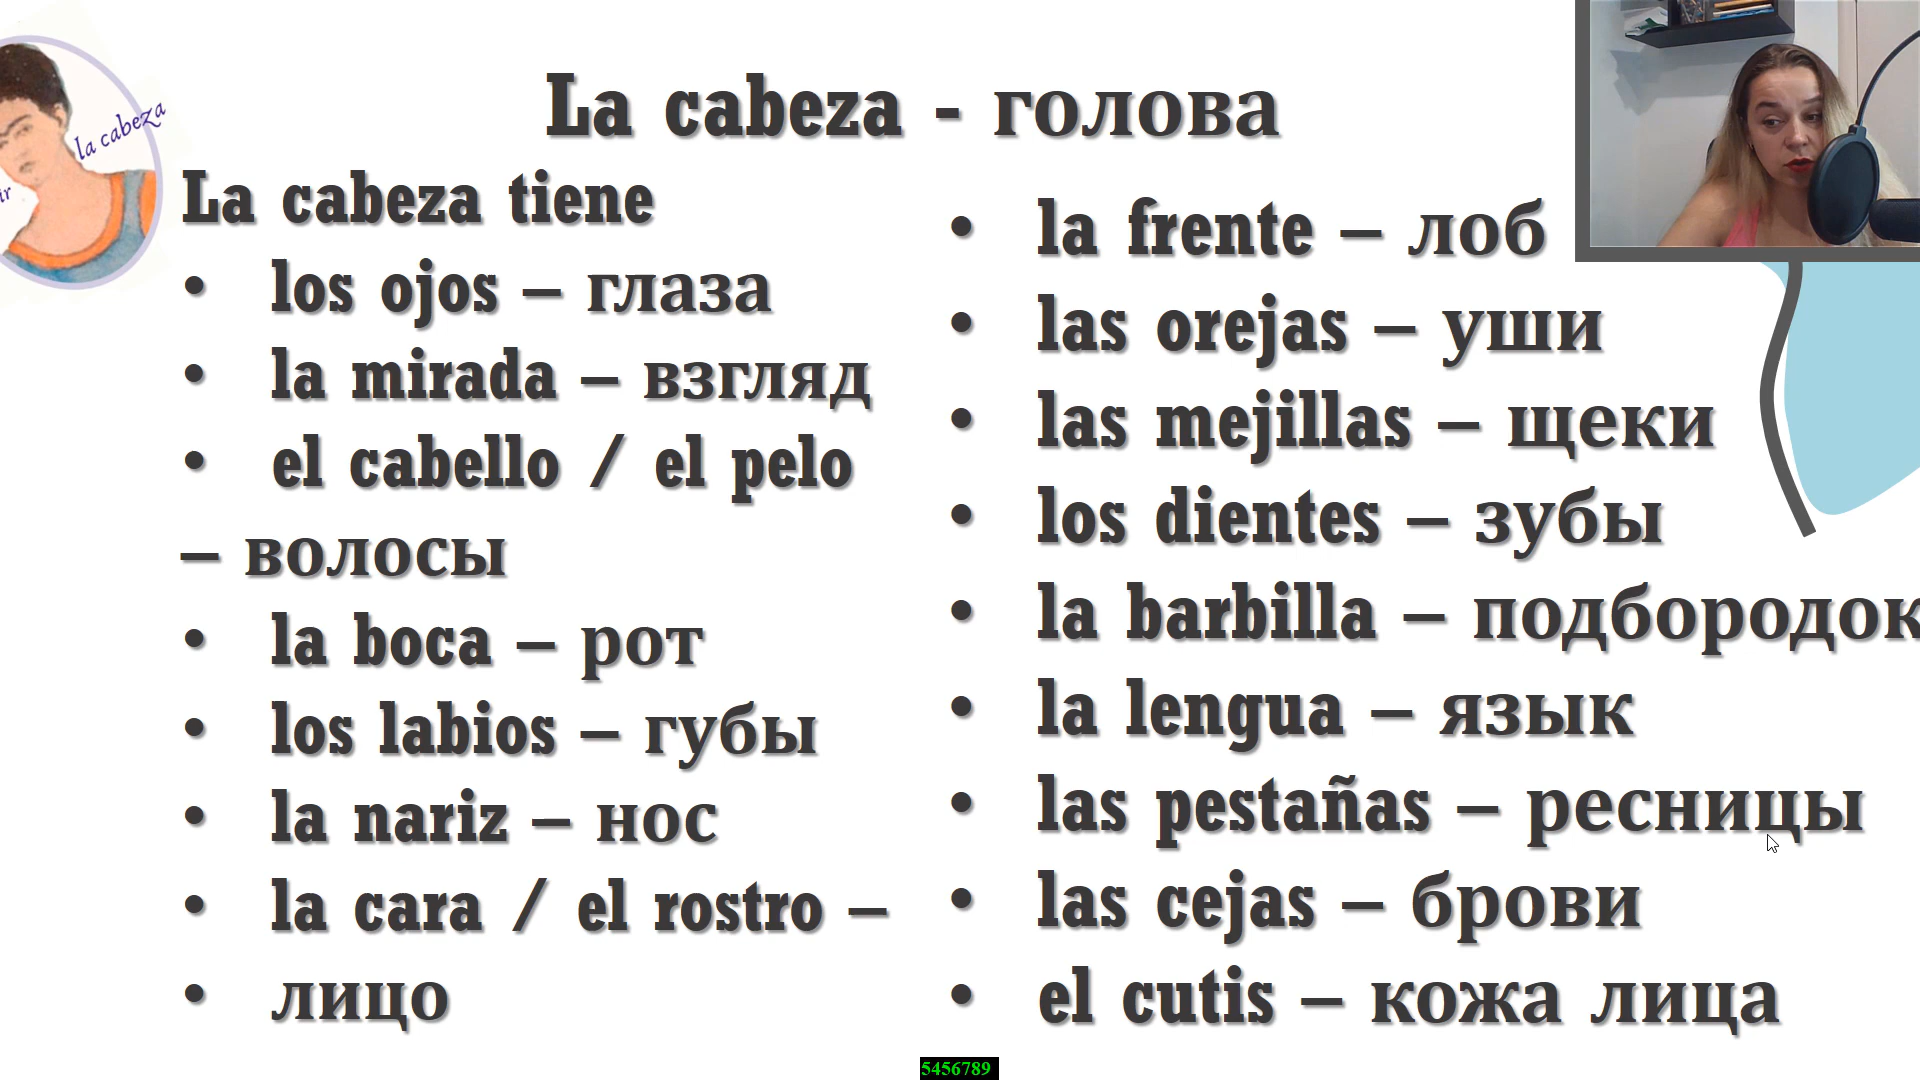 La cabeza - голова
la cabeza
La cabeza tiene
• los ojos – глаза
• la mirada – взгляд
• el cabello / el pelo
– волосы
• la boca – рот
• los labios – губы
• la nariz – нос
• la cara / el rostro –
• лицо
• la frente – лоб
• las orejas – уши
• las mejillas – щеки
• los dientes – зубы
• la barbilla – подбородок
• la lengua – язык
• las pestañas – ресницы
• las cejas – брови
• el cutis – кожа лица
5456789